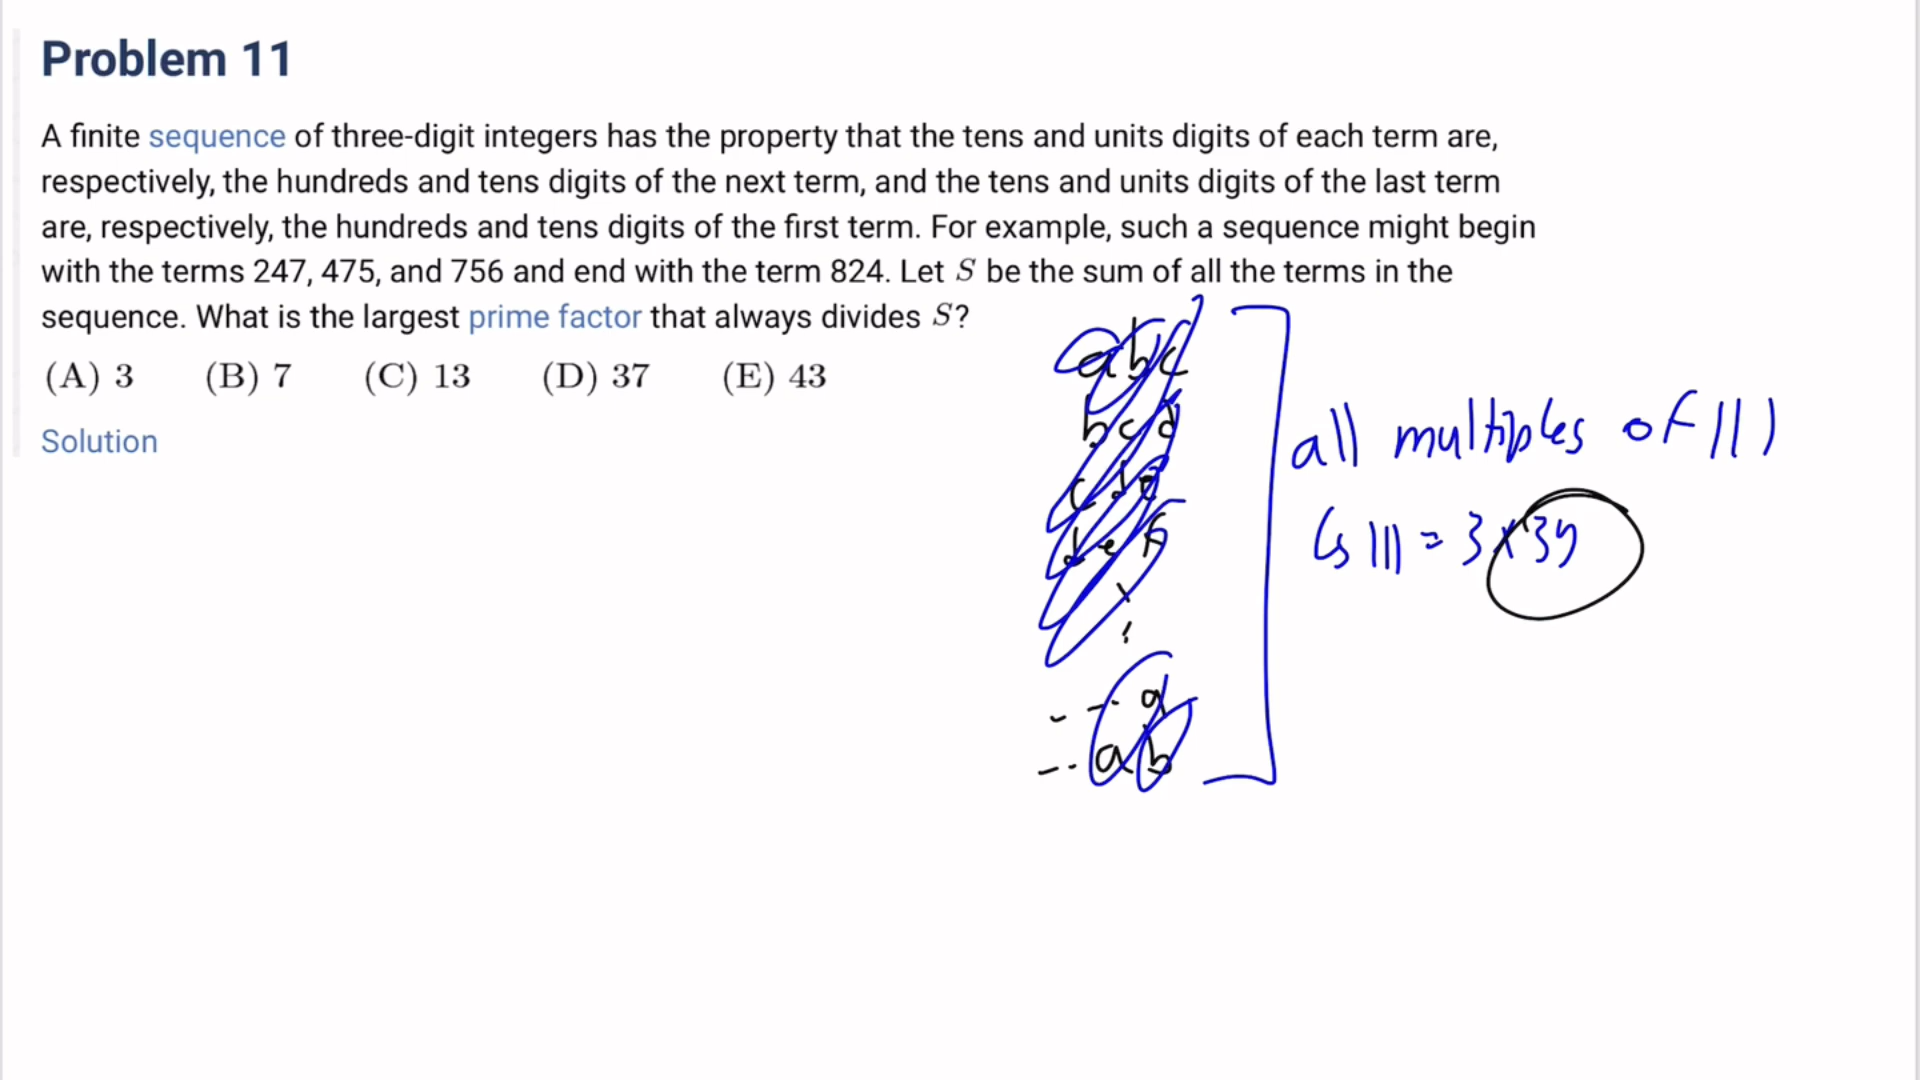 Problem 11
A finite sequence of three-digit integers has the property that the tens and units digits of each term are,
respectively, the hundreds and tens digits of the next term, and the tens and units digits of the last term
are, respectively, the hundreds and tens digits of the first term. For example, such a sequence might begin
with the terms 247, 475, and 756 and end with the term 824. Let S be the sum of all the terms in the
sequence. What is the largest prime factor that always divides S?
(A) 3 (B) 7 (C) 13 (D) 37 (E) 43
Solution
abc
bcd
cde
def
all multiples of 111
↳ 111 = 3 × 37
-- a
-- ab